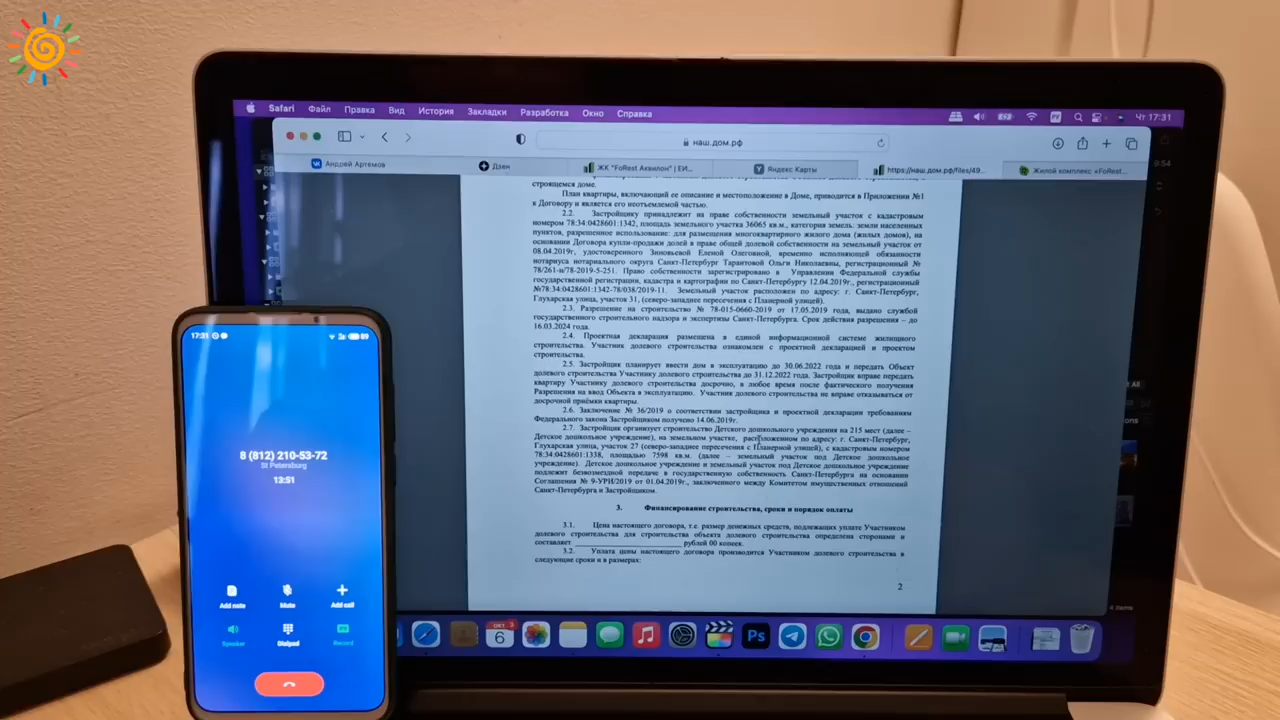 Safari Файл Правка Вид История Закладки Разработка Окно Справка
Чт 17:31
наш.дом.рф
Андрей Артемов
Дзен
ЖК "FoRest Аквилон" | ЕИ...
Яндекс Карты
https://наш.дом.рф/files/49...
Жилой комплекс «FoRest...
строящемся доме.
План квартиры, включающий ее описание и местоположение в Доме, приводится в Приложении №1
к Договору и является его неотъемлемой частью.
2.2. Застройщику принадлежит на праве собственности земельный участок с кадастровым
номером 78:34:0428601:1342, площадь земельного участка 36065 кв.м., категория земель: земли населенных
пунктов, разрешенное использование: для размещения многоквартирного жилого дома (жилых домов), на
основании Договора купли-продажи долей в праве общей долевой собственности на земельный участок от
08.04.2019г., удостоверенного Зиновьевой Еленой Олеговной, временно исполняющей обязанности
нотариуса нотариального округа Санкт-Петербург Тарантовой Ольги Николаевны, регистрационный №
78/261-н/78-2019-5-251. Право собственности зарегистрировано в Управлении Федеральной службы
государственной регистрации, кадастра и картографии по Санкт-Петербургу 12.04.2019г., регистрационный
№78:34:0428601:1342-78/038/2019-11. Земельный участок расположен по адресу: г. Санкт-Петербург,
Глухарская улица, участок 31, (северо-западнее пересечения с Планерной улицей).
2.3. Разрешение на строительство № 78-015-0660-2019 от 17.05.2019 года, выдано службой
государственного строительного надзора и экспертизы Санкт-Петербурга. Срок действия разрешения – до
16.03.2024 года.
2.4. Проектная декларация размещена в единой информационной системе жилищного
строительства. Участник долевого строительства ознакомлен с проектной декларацией и проектом
строительства.
2.5. Застройщик планирует ввести дом в эксплуатацию до 30.06.2022 года и передать Объект
долевого строительства Участнику долевого строительства до 31.12.2022 года. Застройщик вправе передать
квартиру Участнику долевого строительства досрочно, в любое время после фактического получения
Разрешения на ввод Объекта в эксплуатацию. Участник долевого строительства не вправе отказываться от
досрочной приёмки квартиры.
2.6. Заключение № 36/2019 о соответствии застройщика и проектной декларации требованиям
Федерального закона Застройщиком получено 14.06.2019г.
2.7. Застройщик организует строительство Детского дошкольного учреждения на 215 мест (далее –
Детское дошкольное учреждение), на земельном участке, расположенном по адресу: г. Санкт-Петербург,
Глухарская улица, участок 27 (северо-западнее пересечения с Планерной улицей), с кадастровым номером
78:34:0428601:1338, площадью 7598 кв.м. (далее – земельный участок под Детское дошкольное
учреждение). Детское дошкольное учреждение и земельный участок под Детское дошкольное учреждение
подлежит безвозмездной передаче в государственную собственность Санкт-Петербурга на основании
Соглашения № 9-УРИ/2019 от 01.04.2019г., заключенного между Комитетом имущественных отношений
Санкт-Петербурга и Застройщиком.
3. Финансирование строительства, сроки и порядок оплаты
3.1. Цена настоящего договора, т.е. размер денежных средств, подлежащих уплате Участником
долевого строительства для строительства объекта долевого строительства определена сторонами и
составляет ____ рублей 00 копеек.
3.2. Уплата цены настоящего договора производится Участником долевого строительства в
следующие сроки и в размерах:
2
ОКТ.
6
Ps
17:31
8 (812) 210-53-72
St Petersburg
13:51
Add note Mute Add call
Speaker Dialpad Record